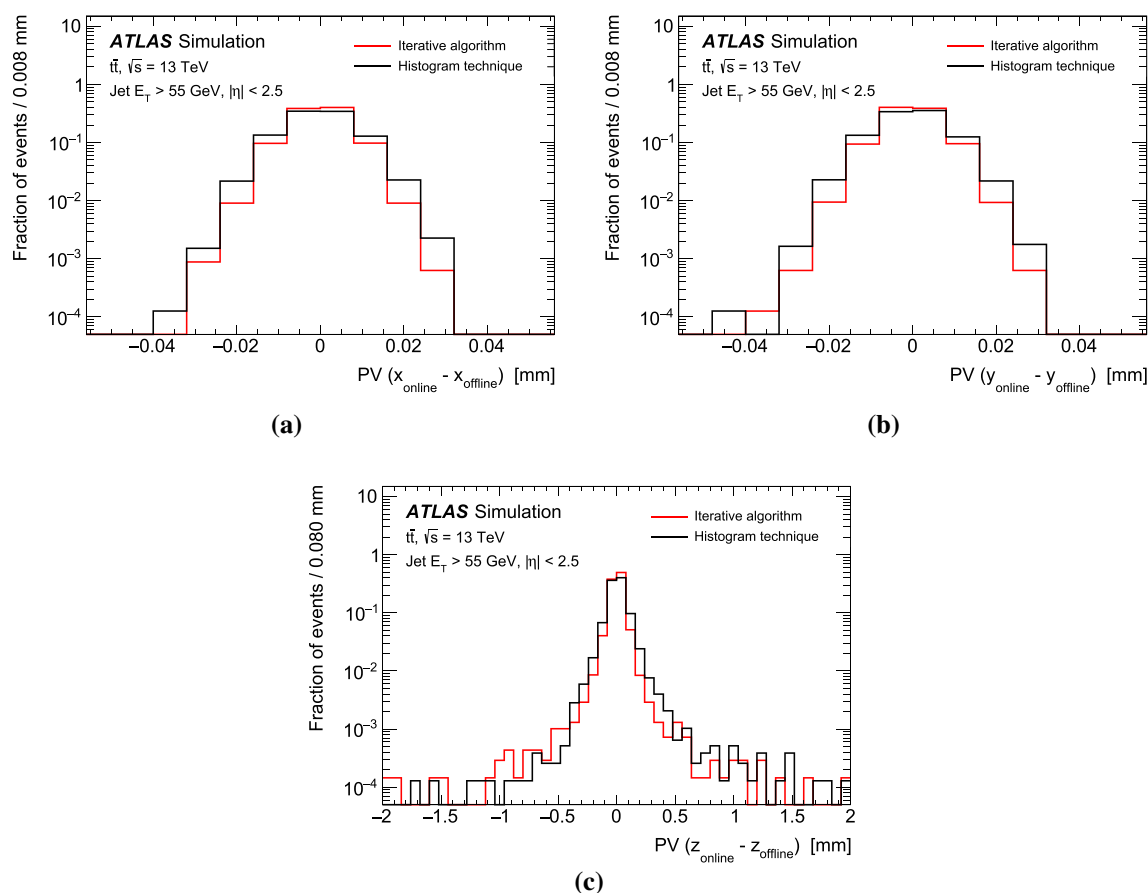 Fraction of events / 0.008 mm
10
1
10⁻¹
10⁻²
10⁻³
10⁻⁴
ATLAS Simulation
tt̄, √s = 13 TeV
Jet E_T > 55 GeV, |η| < 2.5
Iterative algorithm
Histogram technique
−0.04 −0.02 0 0.02 0.04
PV (x_online - x_offline) [mm]
(a)
Fraction of events / 0.008 mm
10
1
10⁻¹
10⁻²
10⁻³
10⁻⁴
ATLAS Simulation
tt̄, √s = 13 TeV
Jet E_T > 55 GeV, |η| < 2.5
Iterative algorithm
Histogram technique
−0.04 −0.02 0 0.02 0.04
PV (y_online - y_offline) [mm]
(b)
Fraction of events / 0.080 mm
10
1
10⁻¹
10⁻²
10⁻³
10⁻⁴
ATLAS Simulation
tt̄, √s = 13 TeV
Jet E_T > 55 GeV, |η| < 2.5
Iterative algorithm
Histogram technique
−2 −1.5 −1 −0.5 0 0.5 1 1.5 2
PV (z_online - z_offline) [mm]
(c)